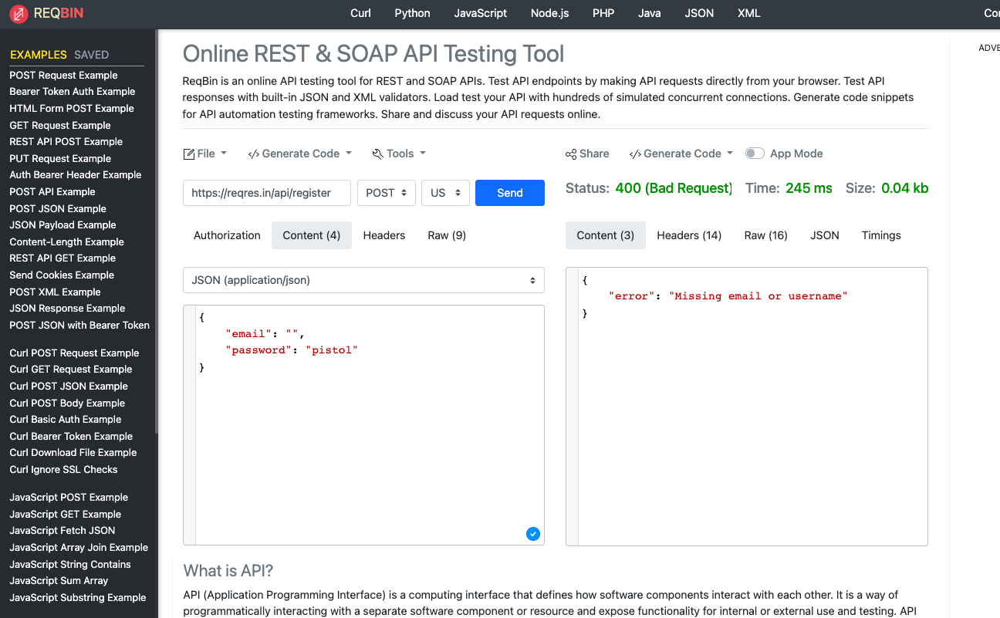 REQBIN
Curl Python JavaScript Node.js PHP Java JSON XML
EXAMPLES SAVED
POST Request Example
Bearer Token Auth Example
HTML Form POST Example
GET Request Example
REST API POST Example
PUT Request Example
Auth Bearer Header Example
POST API Example
POST JSON Example
JSON Payload Example
Content-Length Example
REST API GET Example
Send Cookies Example
POST XML Example
JSON Response Example
POST JSON with Bearer Token
Curl POST Request Example
Curl GET Request Example
Curl POST JSON Example
Curl POST Body Example
Curl Basic Auth Example
Curl Bearer Token Example
Curl Download File Example
Curl Ignore SSL Checks
JavaScript POST Example
JavaScript GET Example
JavaScript Fetch JSON
JavaScript Array Join Example
JavaScript String Contains
JavaScript Sum Array
JavaScript Substring Example
Online REST & SOAP API Testing Tool
ReqBin is an online API testing tool for REST and SOAP APIs. Test API endpoints by making API requests directly from your browser. Test API
responses with built-in JSON and XML validators. Load test your API with hundreds of simulated concurrent connections. Generate code snippets
for API automation testing frameworks. Share and discuss your API requests online.
File </> Generate Code Tools
https://reqres.in/api/register POST US Send
Authorization Content (4) Headers Raw (9)
JSON (application/json)
{
"email": "",
"password": "pistol"
}
Share </> Generate Code App Mode
Status: 400 (Bad Request) Time: 245 ms Size: 0.04 kb
Content (3) Headers (14) Raw (16) JSON Timings
{
"error": "Missing email or username"
}
What is API?
API (Application Programming Interface) is a computing interface that defines how software components interact with each other. It is a way of
programmatically interacting with a separate software component or resource and expose functionality for internal or external use and testing. API